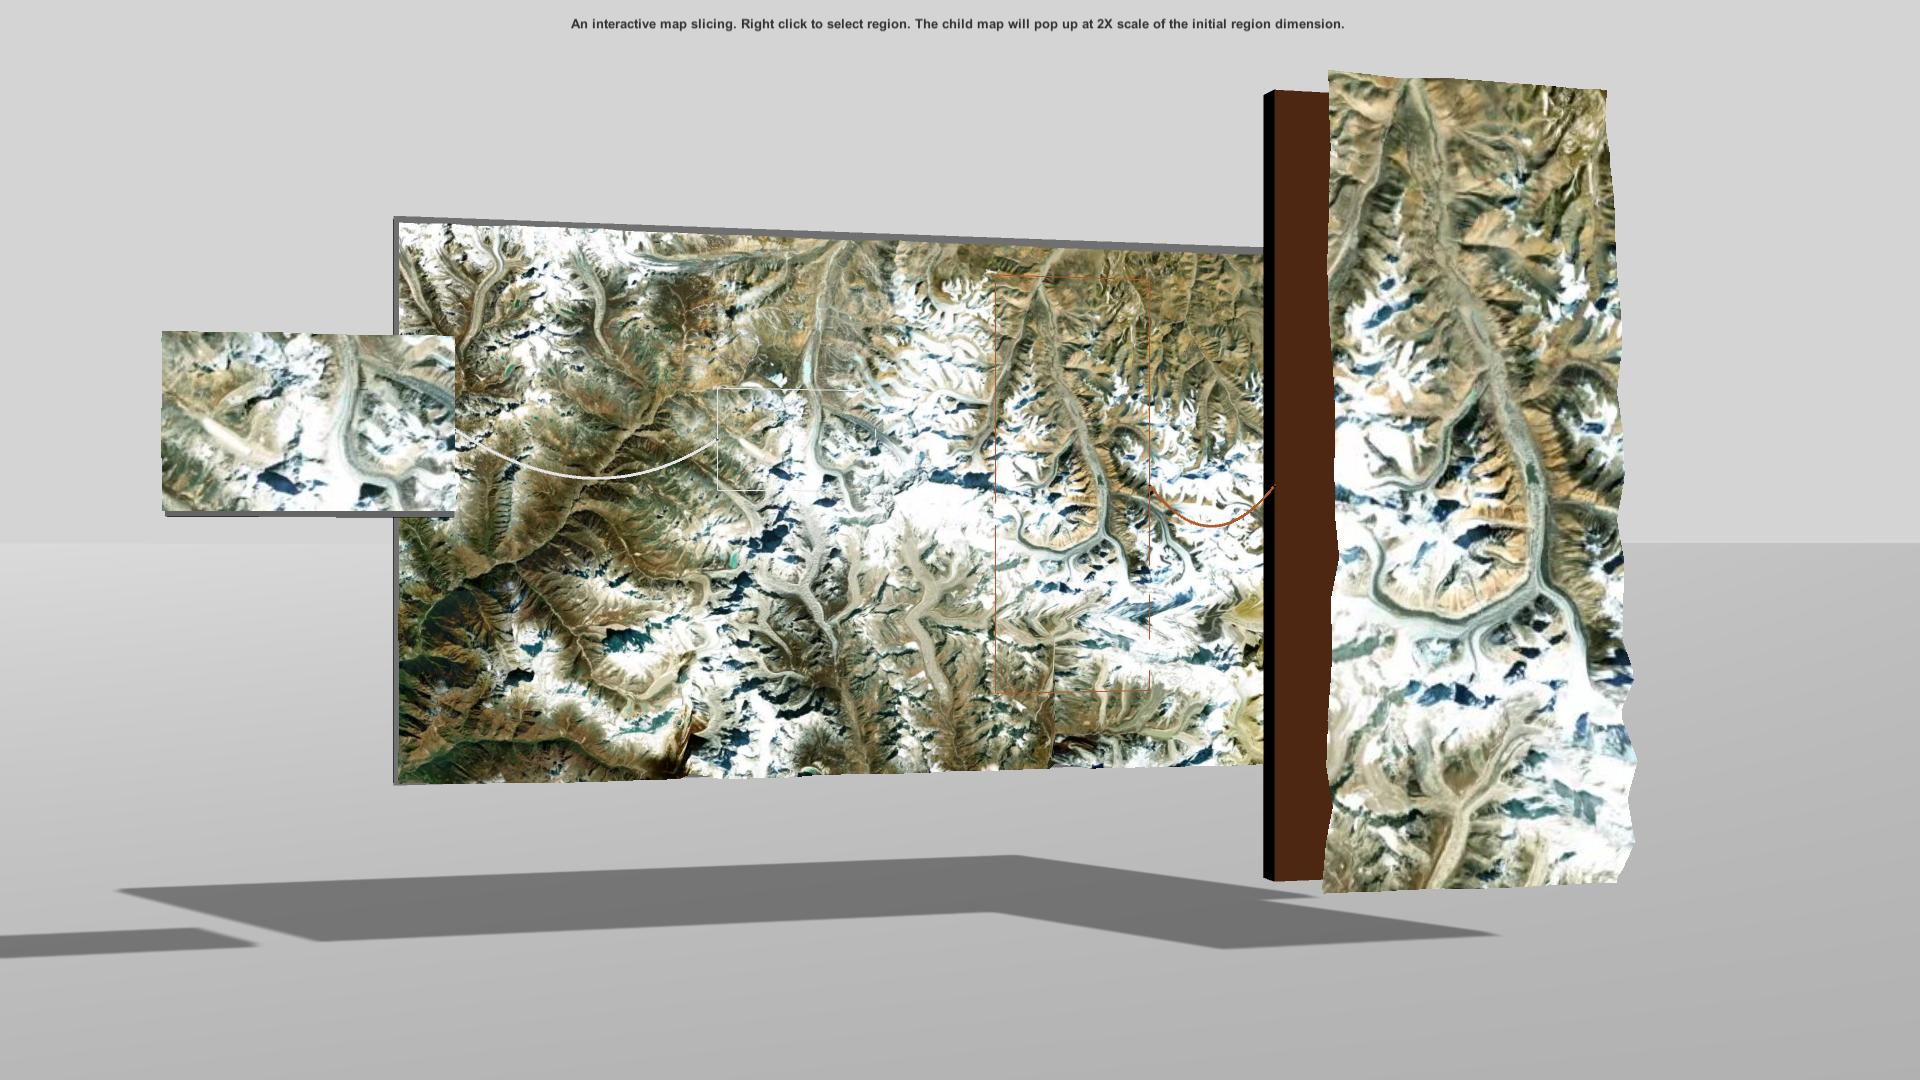 An interactive map slicing. Right click to select region. The child map will pop up at 2X scale of the initial region dimension.